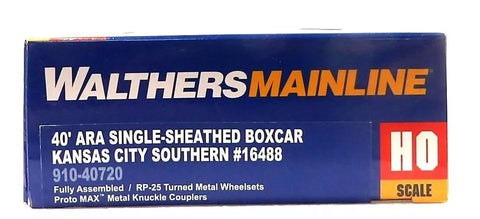 WALTHERSMAINLINE
40' ARA SINGLE-SHEATHED BOXCAR
KANSAS CITY SOUTHERN #16488
910-40720
Fully Assembled / RP-25 Turned Metal Wheelsets
Proto MAX™ Metal Knuckle Couplers
HO
SCALE